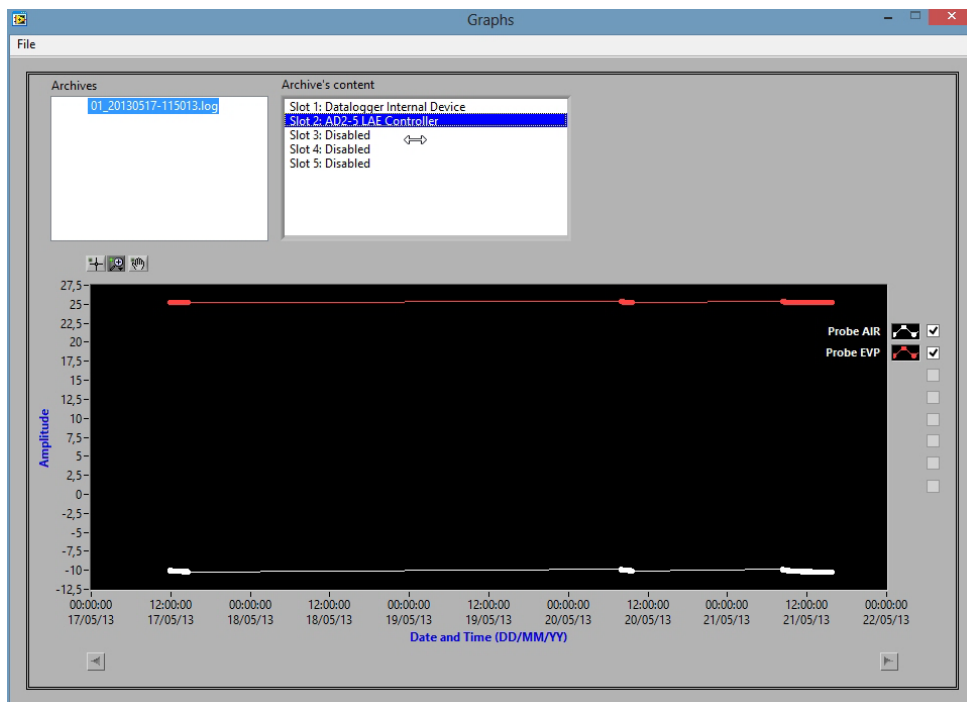 Graphs
File
Archives
01_20130517-115013.log
Archive's content
Slot 1: Datalogger Internal Device
Slot 2: AD2-5 LAE Controller
Slot 3: Disabled
Slot 4: Disabled
Slot 5: Disabled
27,5
25
22,5
20
17,5
15
12,5
10
7,5
5
2,5
0
-2,5
-5
-7,5
-10
-12,5
Amplitude
Probe AIR
Probe EVP
00:00:00 12:00:00 00:00:00 12:00:00 00:00:00 12:00:00 00:00:00 12:00:00 00:00:00 12:00:00 00:00:00
17/05/13 17/05/13 18/05/13 18/05/13 19/05/13 19/05/13 20/05/13 20/05/13 21/05/13 21/05/13 22/05/13
Date and Time (DD/MM/YY)